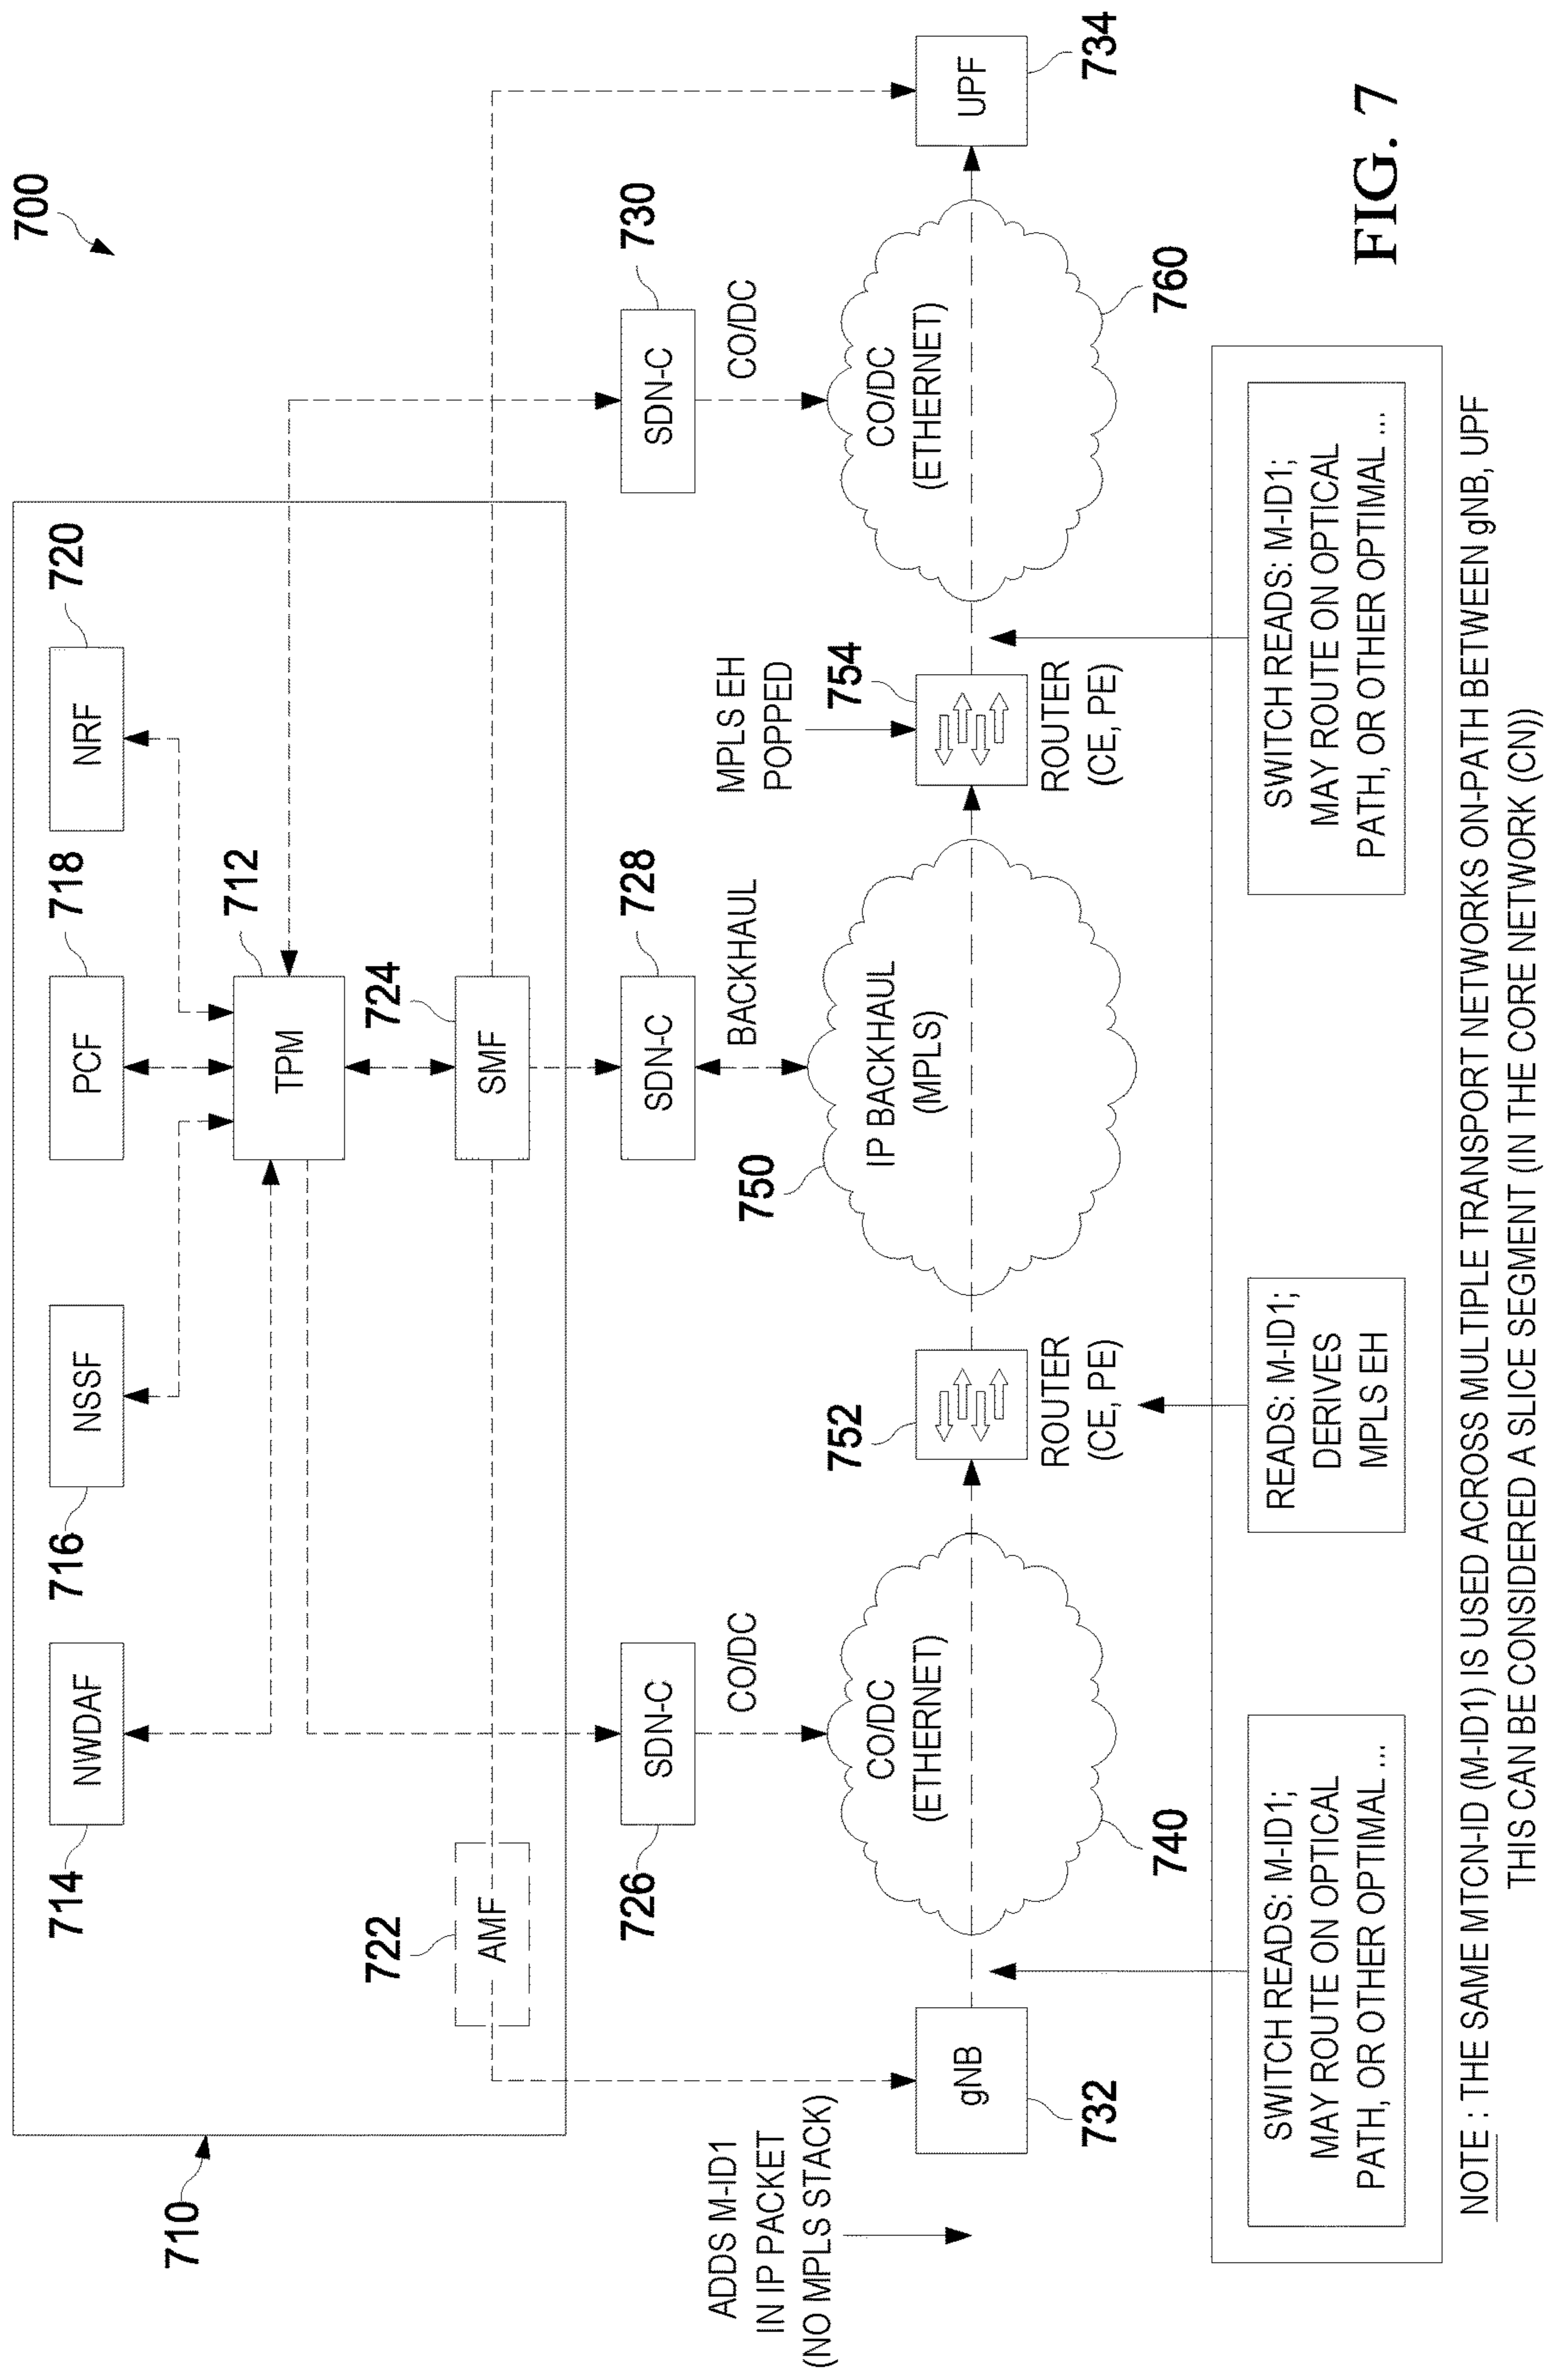 700
710
NWDAF
714
NSSF
716
PCF
718
NRF
720
TPM
712
AMF
722
SMF
724
SDN-C
726
CO/DC
SDN-C
728
BACKHAUL
SDN-C
730
CO/DC
ADDS M-ID1
IN IP PACKET
(NO MPLS STACK)
gNB
732
CO/DC
(ETHERNET)
740
752
ROUTER
(CE, PE)
750
IP BACKHAUL
(MPLS)
MPLS EH
POPPED
754
ROUTER
(CE, PE)
CO/DC
(ETHERNET)
760
UPF
734
SWITCH READS: M-ID1;
MAY ROUTE ON OPTICAL
PATH, OR OTHER OPTIMAL ...
READS: M-ID1;
DERIVES
MPLS EH
SWITCH READS: M-ID1;
MAY ROUTE ON OPTICAL
PATH, OR OTHER OPTIMAL ...
NOTE : THE SAME MTCN-ID (M-ID1) IS USED ACROSS MULTIPLE TRANSPORT NETWORKS ON-PATH BETWEEN gNB, UPF
THIS CAN BE CONSIDERED A SLICE SEGMENT (IN THE CORE NETWORK (CN))
FIG. 7